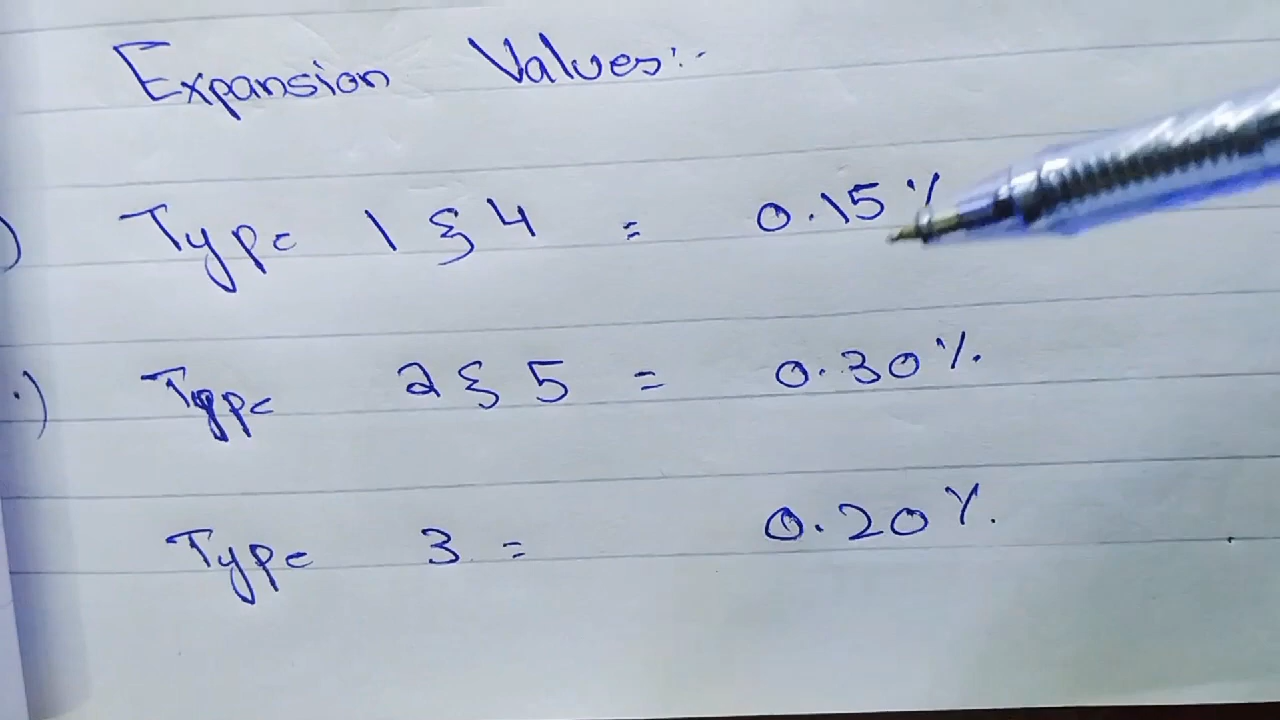 Expansion Values:-
) Type 1 & 4 = 0.15%
.) Type 2 & 5 = 0.30%.
Type 3 = 0.20%.